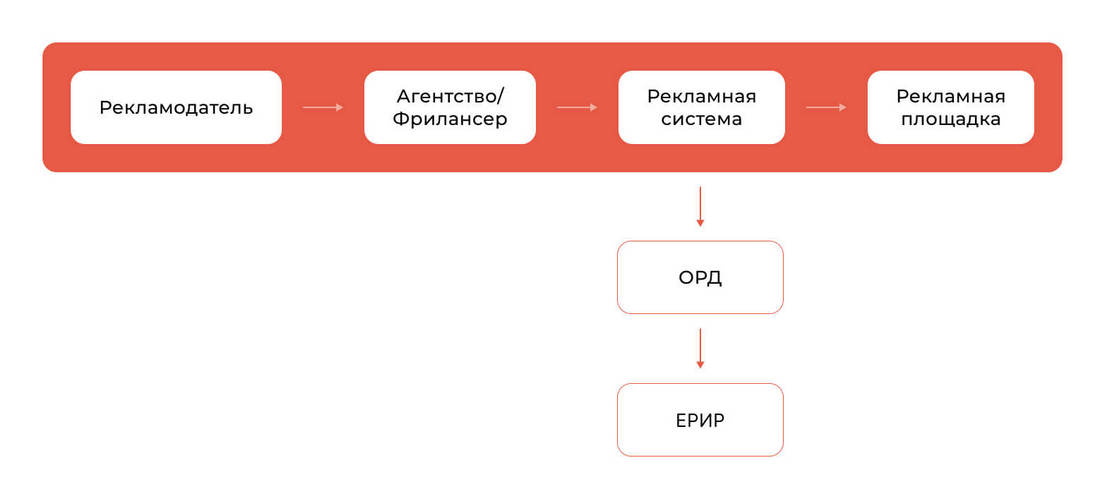 Рекламодатель
Агентство/
Фрилансер
Рекламная
система
Рекламная
площадка
ОРД
ЕРИР